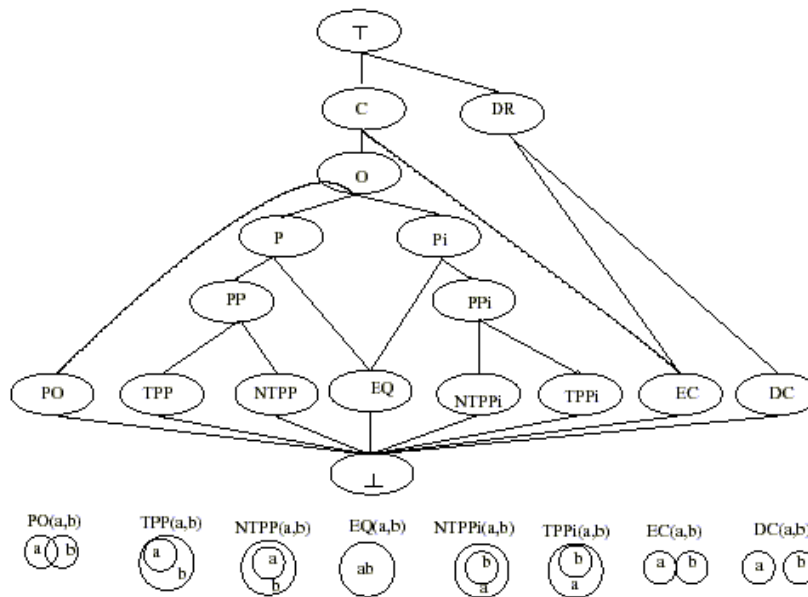 ⊤
C DR
O
P Pi
PP PPi
PO TPP NTPP EQ NTPPi TPPi EC DC
⊥
PO(a,b) TPP(a,b) NTPP(a,b) EQ(a,b) NTPPi(a,b) TPPi(a,b) EC(a,b) DC(a,b)
a b a b a b ab b a b a a b a b